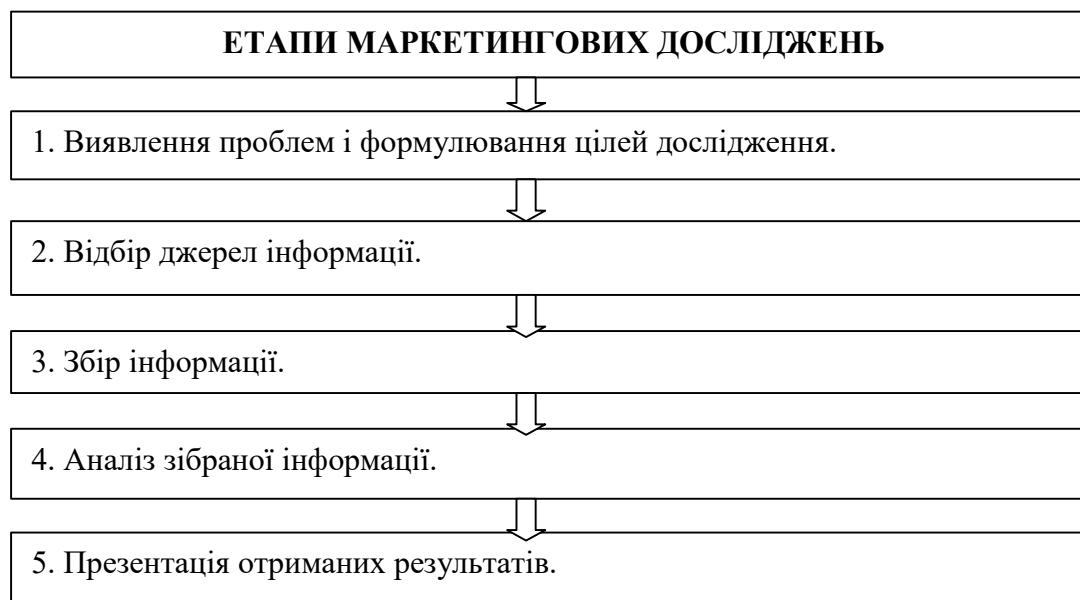 ЕТАПИ МАРКЕТИНГОВИХ ДОСЛІДЖЕНЬ
1. Виявлення проблем і формулювання цілей дослідження.
2. Відбір джерел інформації.
3. Збір інформації.
4. Аналіз зібраної інформації.
5. Презентація отриманих результатів.